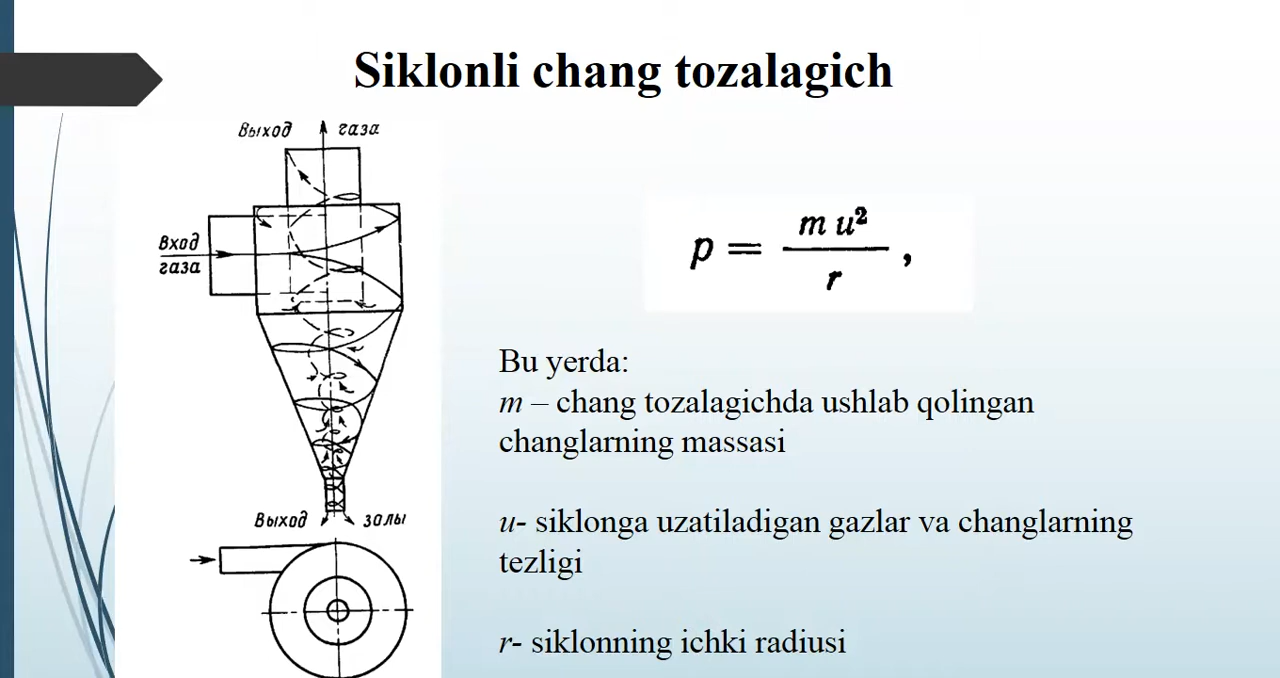 Siklonli chang tozalagich
Выход газа
Вход
газа
Выход золы
p = m u² / r ,
Bu yerda:
m – chang tozalagichda ushlab qolingan
changlarning massasi
u- siklonga uzatiladigan gazlar va changlarning
tezligi
r- siklonning ichki radiusi